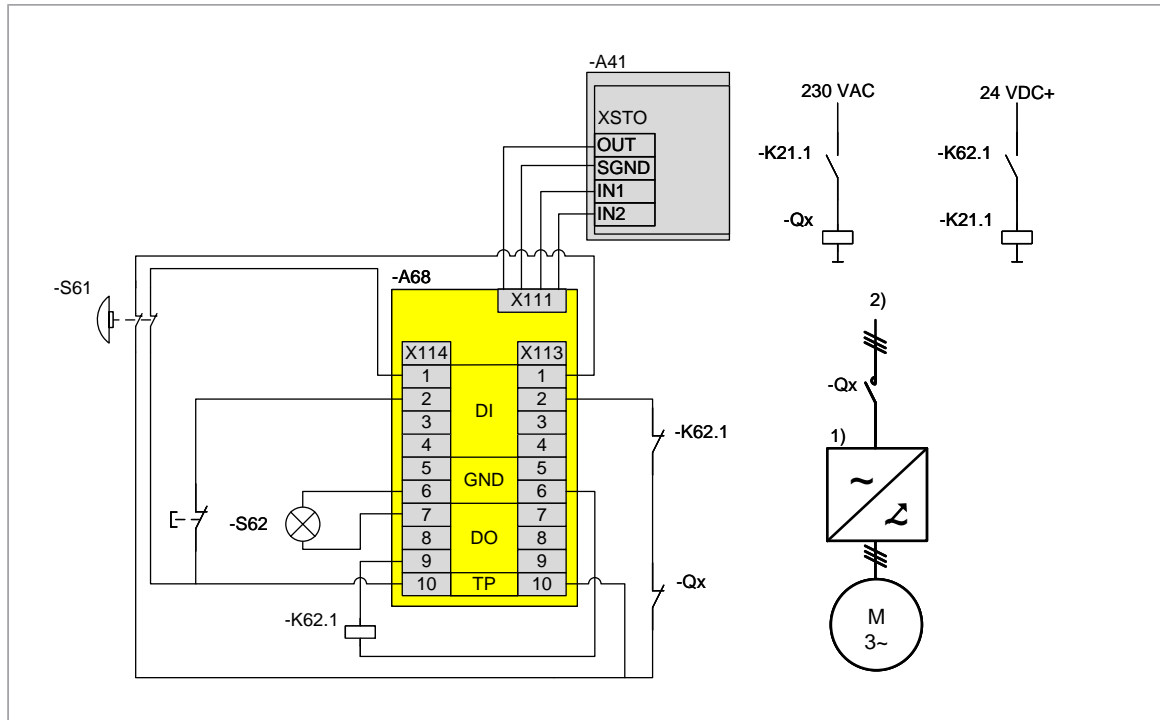 -A41
230 VAC
24 VDC+
XSTO
OUT
SGND
IN1
IN2
-K21.1
-K62.1
-Qx
-K21.1
-A68
-S61
X111
2)
X114
X113
1
1
2
2
DI
3
3
4
4
-Qx
-K62.1
1)
5
5
GND
6
6
-S62
7
7
DO
8
8
9
9
10
TP
10
-Qx
-K62.1
~
M
3~